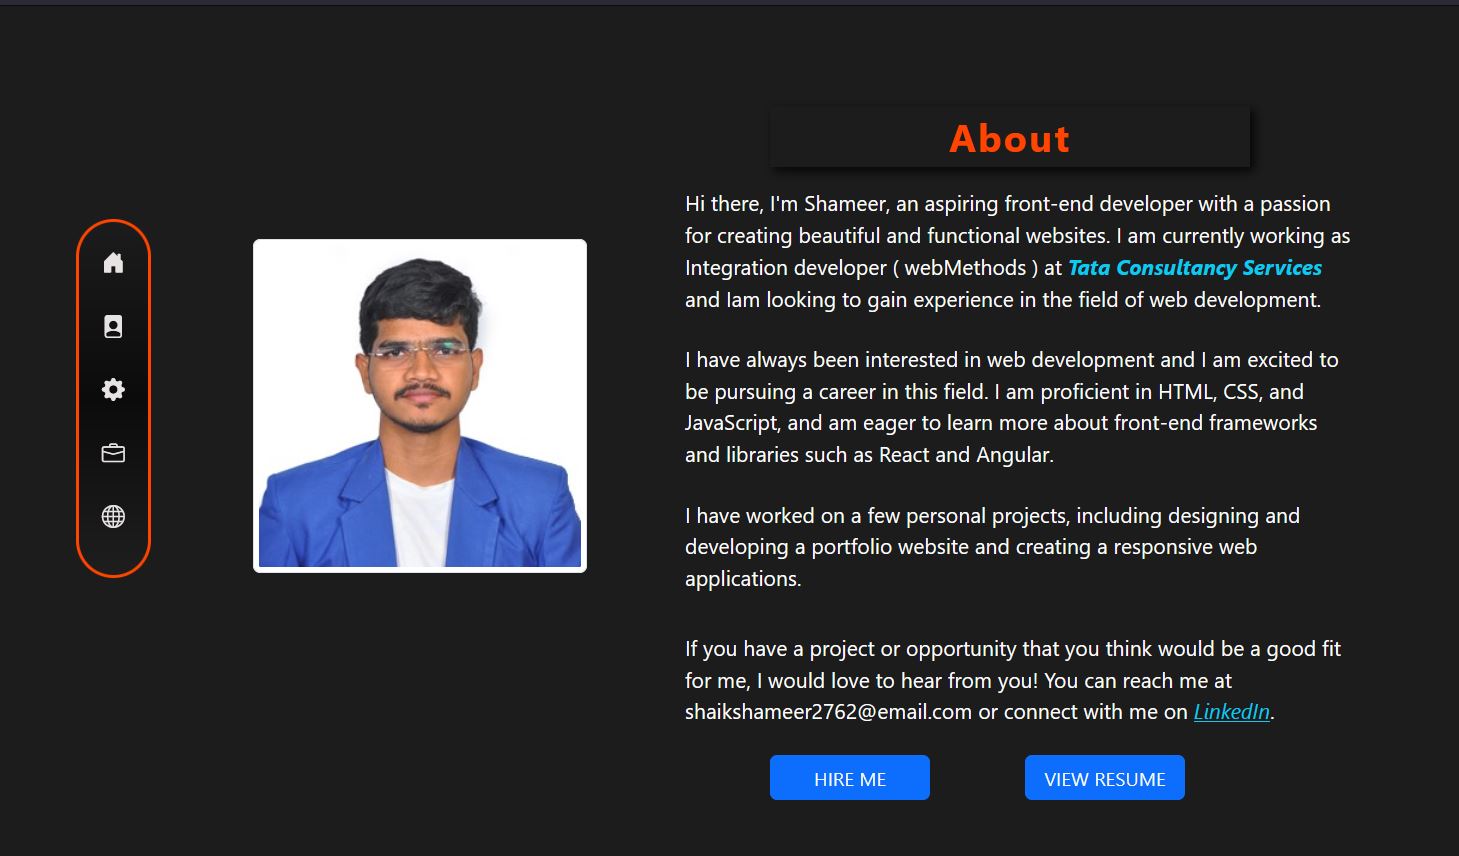 About
Hi there, I'm Shameer, an aspiring front-end developer with a passion
for creating beautiful and functional websites. I am currently working as
Integration developer ( webMethods ) at Tata Consultancy Services
and Iam looking to gain experience in the field of web development.
I have always been interested in web development and I am excited to
be pursuing a career in this field. I am proficient in HTML, CSS, and
JavaScript, and am eager to learn more about front-end frameworks
and libraries such as React and Angular.
I have worked on a few personal projects, including designing and
developing a portfolio website and creating a responsive web
applications.
If you have a project or opportunity that you think would be a good fit
for me, I would love to hear from you! You can reach me at
shaikshameer2762@email.com or connect with me on LinkedIn.
HIRE ME
VIEW RESUME